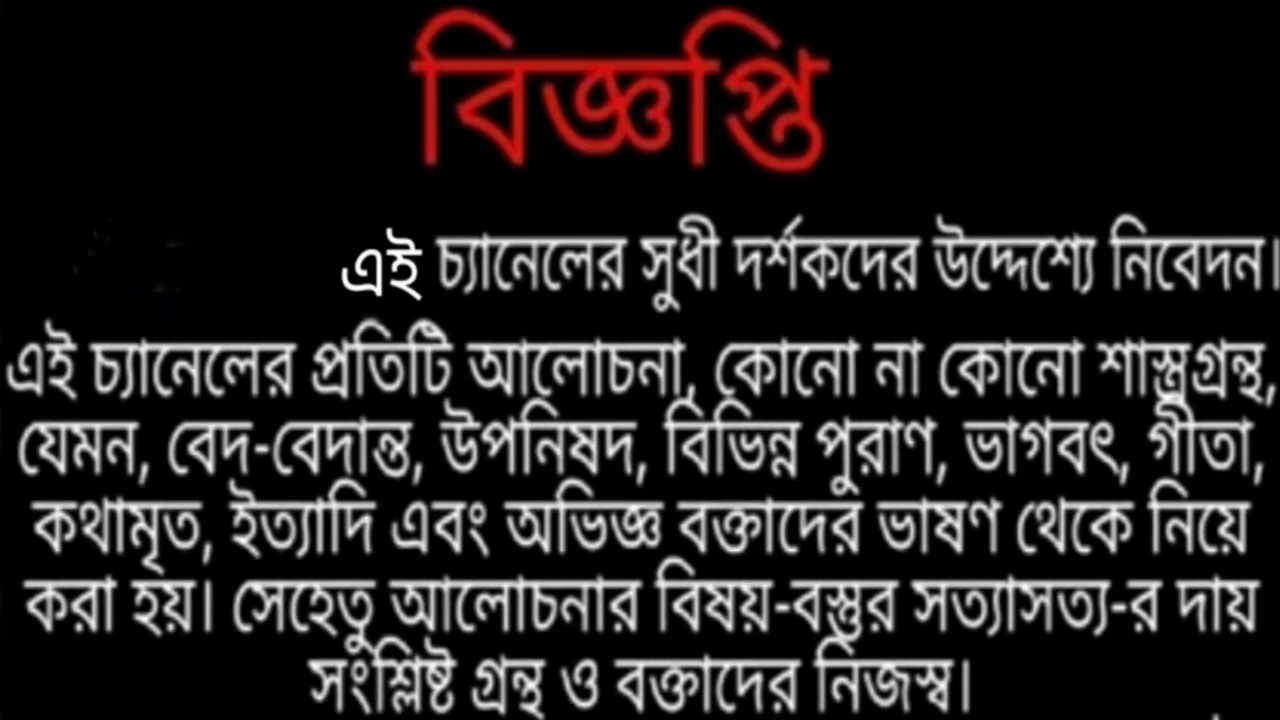 বিজ্ঞপ্তি
এই চ্যানেলের সুধী দর্শকদের উদ্দেশ্যে নিবেদন।
এই চ্যানেলের প্রতিটি আলোচনা, কোনো না কোনো শাস্ত্রগ্রন্থ,
যেমন, বেদ-বেদান্ত, উপনিষদ, বিভিন্ন পুরাণ, ভাগবৎ, গীতা,
কথামৃত, ইত্যাদি এবং অভিজ্ঞ বক্তাদের ভাষণ থেকে নিয়ে
করা হয়। সেহেতু আলোচনার বিষয়-বস্তুর সত্যাসত্য-র দায়
সংশ্লিষ্ট গ্রন্থ ও বক্তাদের নিজস্ব।